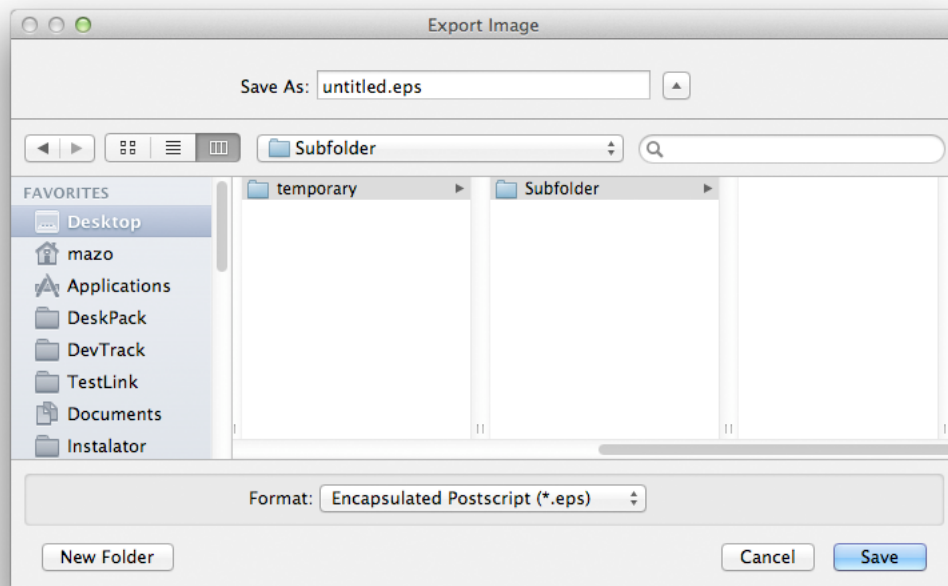 Export Image
Save As: untitled.eps
Subfolder
FAVORITES
Desktop
mazo
Applications
DeskPack
DevTrack
TestLink
Documents
Instalator
temporary
Subfolder
Format: Encapsulated Postscript (*.eps)
New Folder
Cancel
Save